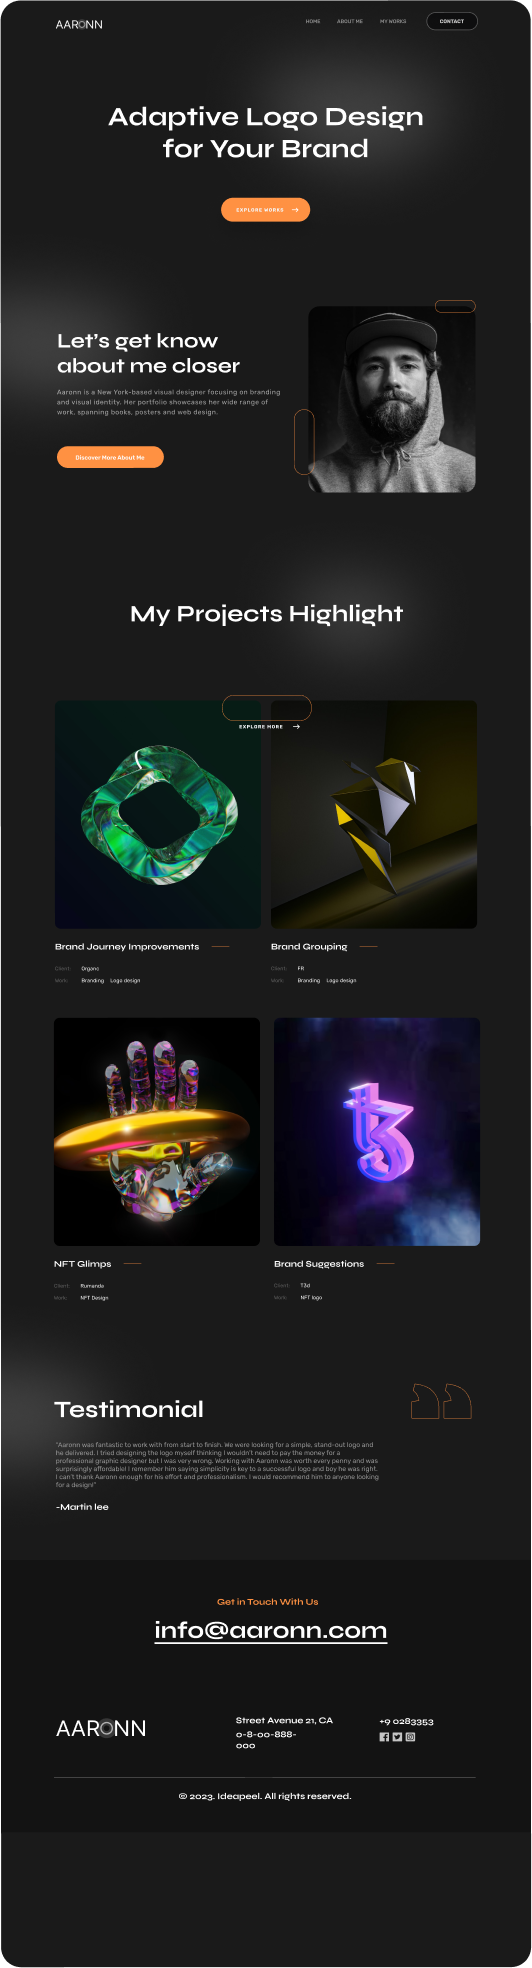 AARONN
HOME ABOUT ME MY WORKS CONTACT
Adaptive Logo Design
for Your Brand
EXPLORE WORKS
Let's get know
about me closer
Aaronn is a New York-based visual designer focusing on branding
and visual identity. Her portfolio showcases her wide range of
work, spanning books, posters and web design.
Discover More About Me
My Projects Highlight
EXPLORE MORE
Brand Journey Improvements
Client: Organc
Work: Branding Logo design
Brand Grouping
Client: FR
Work: Branding Logo design
NFT Glimps
Client: Rumanda
Work: NFT Design
Brand Suggestions
Client: T3d
Work: NFT logo
Testimonial
"Aaronn was fantastic to work with from start to finish. We were looking for a simple, stand-out logo and
he delivered. I tried designing the logo myself thinking I wouldn't need to pay the money for a
professional graphic designer but I was very wrong. Working with Aaronn was worth every penny and was
surprisingly affordable! I remember him saying simplicity is key to a successful logo and boy he was right.
I can't thank Aaronn enough for his effort and professionalism. I would recommend him to anyone looking
for a design!"
-Martin lee
Get in Touch With Us
info@aaronn.com
AARONN
Street Avenue 21, CA
0-8-00-888-
000
+9 0283353
© 2023. Ideapeel. All rights reserved.